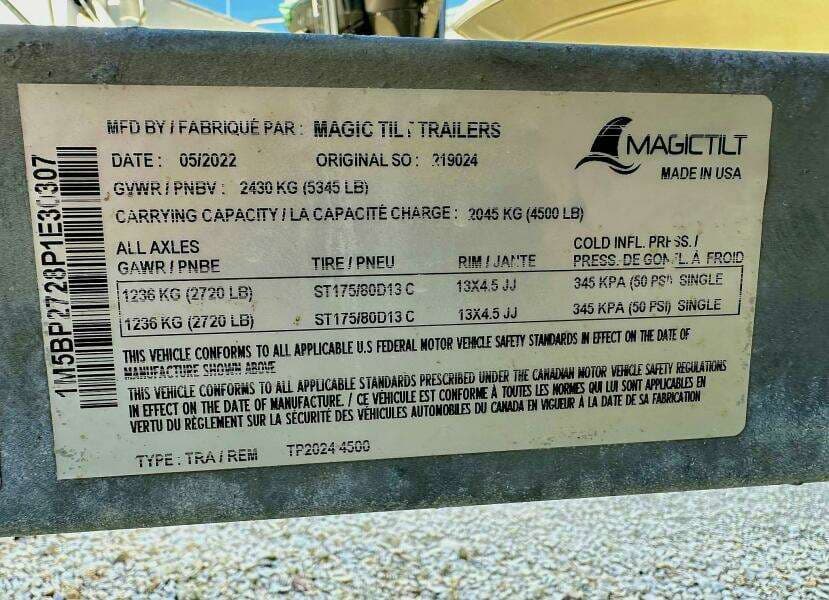 MFD BY / FABRIQUÉ PAR : MAGIC TILT TRAILERS
DATE : 05/2022 ORIGINAL SO : 219024
GVWR / PNBV : 2430 KG (5345 LB)
CARRYING CAPACITY / LA CAPACITÉ CHARGE : 2045 KG (4500 LB)
MAGICTILT
MADE IN USA
ALL AXLES
GAWR / PNBE TIRE / PNEU RIM / JANTE COLD INFL. PRESS. /
PRESS. DE GONFL. À FROID
1236 KG (2720 LB) ST175/80D13 C 13X4.5 JJ 345 KPA (50 PSI) SINGLE
1236 KG (2720 LB) ST175/80D13 C 13X4.5 JJ 345 KPA (50 PSI) SINGLE
THIS VEHICLE CONFORMS TO ALL APPLICABLE U.S FEDERAL MOTOR VEHICLE SAFETY STANDARDS IN EFFECT ON THE DATE OF
MANUFACTURE SHOWN ABOVE
THIS VEHICLE CONFORMS TO ALL APPLICABLE STANDARDS PRESCRIBED UNDER THE CANADIAN MOTOR VEHICLE SAFETY REGULATIONS
IN EFFECT ON THE DATE OF MANUFACTURE. / CE VÉHICULE EST CONFORME À TOUTES LES NORMES QUI LUI SONT APPLICABLES EN
VERTU DU RÈGLEMENT SUR LA SÉCURITÉ DES VÉHICULES AUTOMOBILES DU CANADA EN VIGUEUR À LA DATE DE SA FABRICATION
TYPE : TRA / REM TP2024 4500
1M5BP2728P1E30307